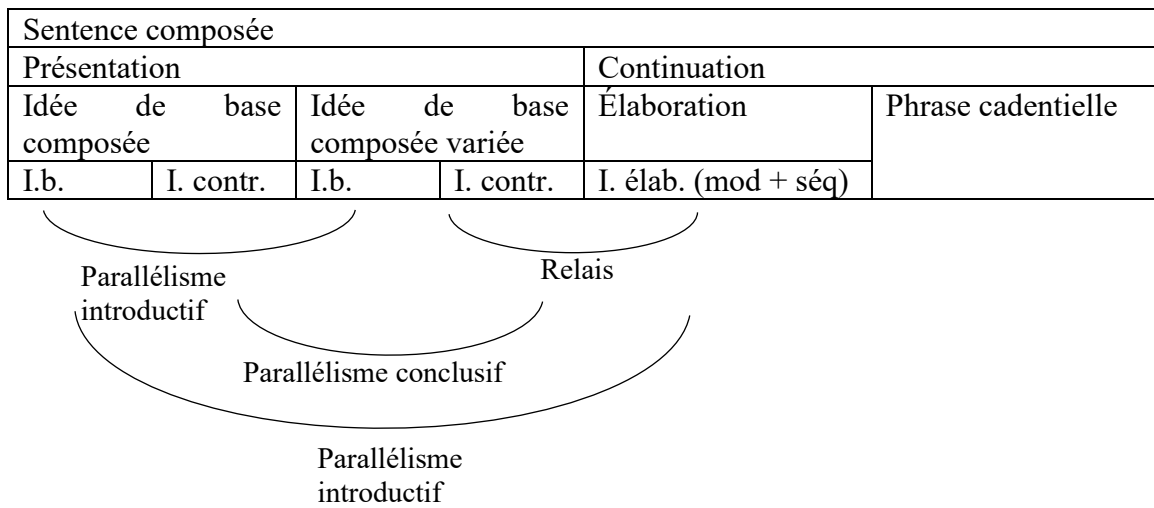 Sentence composée
Présentation
Continuation
Idée de base
composée
Idée de base
composée variée
Élaboration
Phrase cadentielle
I.b.
I. contr.
I.b.
I. contr.
I. élab. (mod + séq)
Parallélisme
introductif
Relais
Parallélisme conclusif
Parallélisme
introductif